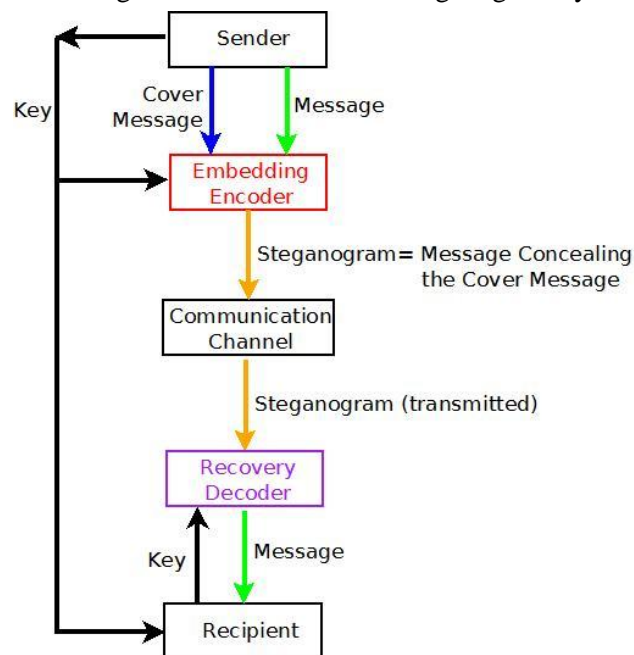 Sender
Key
Cover
Message
Message
Embedding
Encoder
Steganogram= Message Concealing
the Cover Message
Communication
Channel
Steganogram (transmitted)
Recovery
Decoder
Key
Message
Recipient